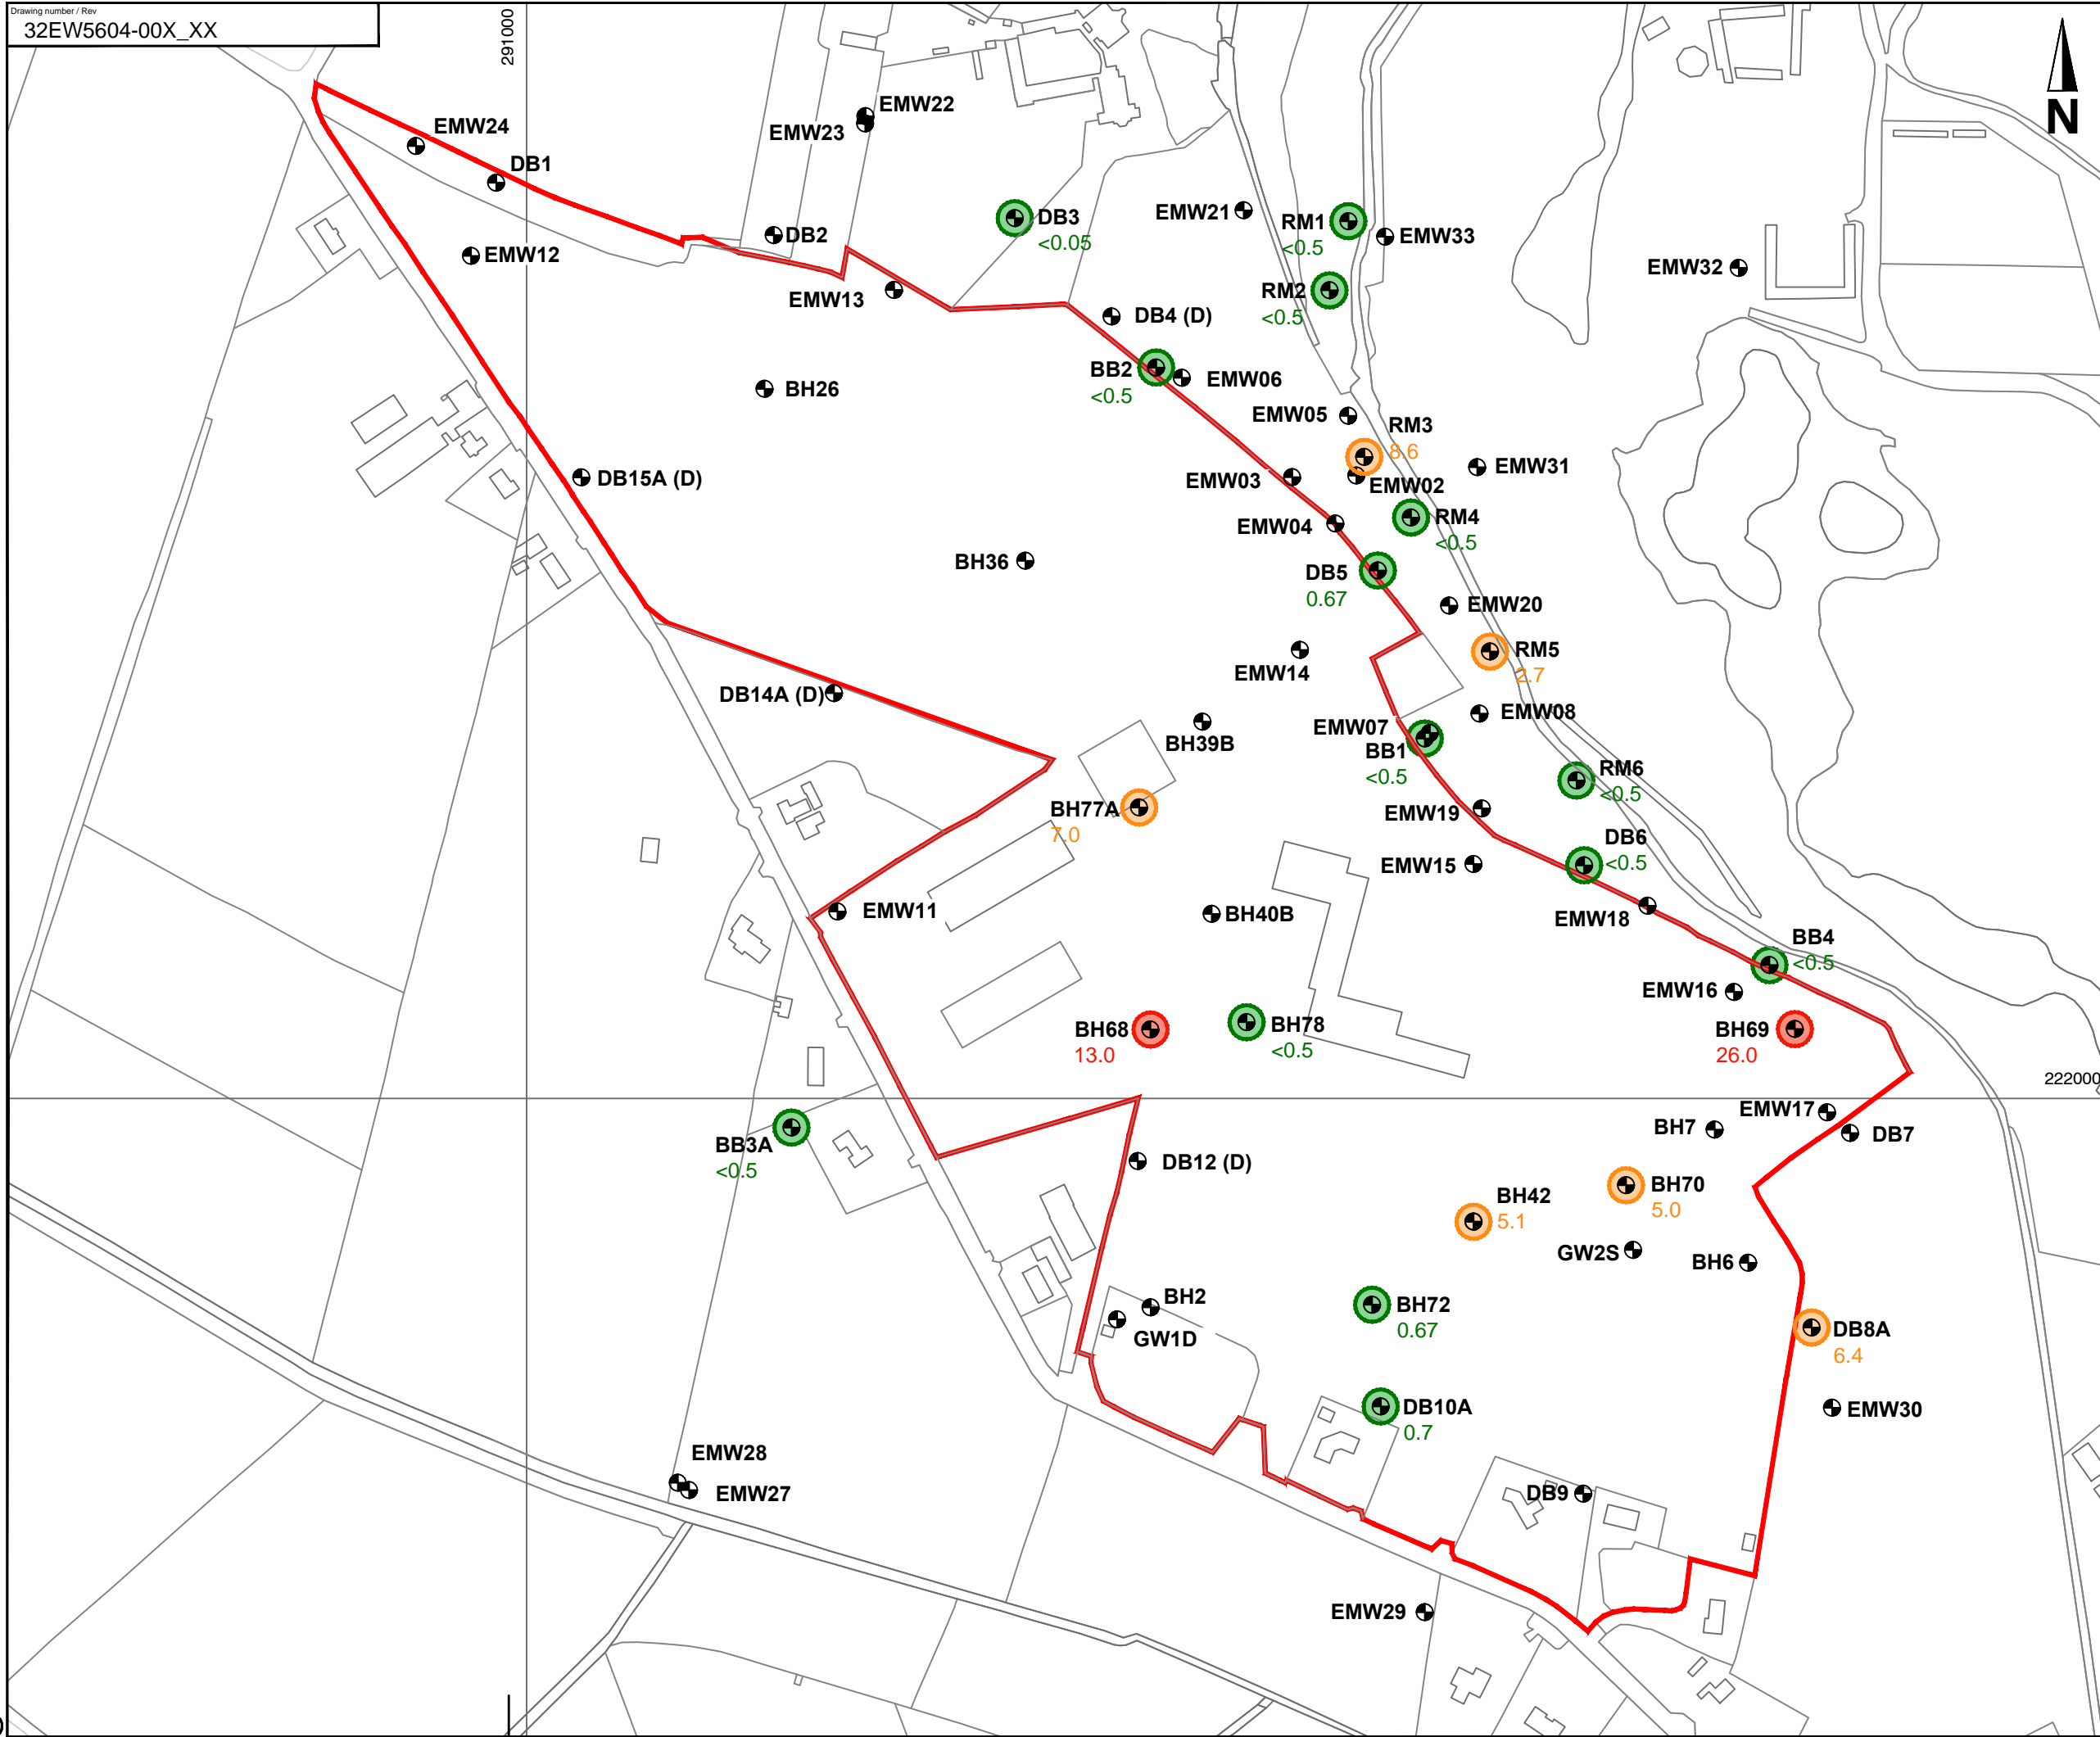 Drawing number / Rev
32EW5604-00X_XX
291000
N
EMW22
EMW23
EMW24
DB1
DB3
<0.05
EMW21
RM1
<0.5
EMW33
DB2
EMW12
EMW32
EMW13
RM2
<0.5
DB4 (D)
BB2
<0.5
EMW06
BH26
EMW05
RM3
8.6
EMW31
DB15A (D)
EMW03
EMW02
EMW04
RM4
<0.5
BH36
DB5
0.67
EMW20
EMW14
RM5
2.7
DB14A (D)
EMW08
EMW07
BB1
<0.5
BH39B
RM6
<0.5
BH77A
7.0
EMW19
DB6
<0.5
EMW15
EMW11
BH40B
EMW18
BB4
<0.5
EMW16
BH68
13.0
BH78
<0.5
BH69
26.0
222000
EMW17
BH7
DB7
BB3A
<0.5
DB12 (D)
BH70
5.0
BH42
5.1
GW2S
BH6
BH2
GW1D
BH72
0.67
DB8A
6.4
DB10A
0.7
EMW30
EMW28
EMW27
DB9
EMW29